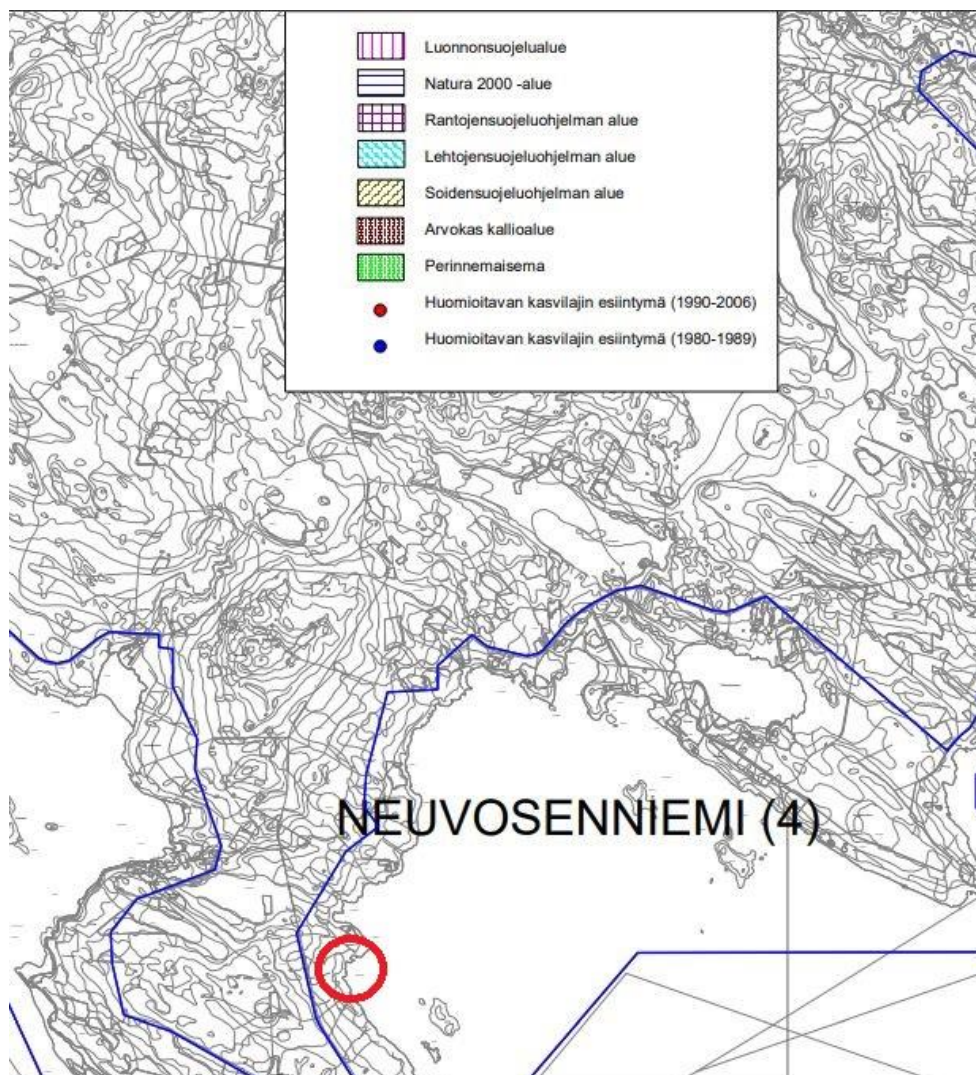 Luonnonsuojelualue
Natura 2000 -alue
Rantojensuojeluohjelman alue
Lehtojensuojeluohjelman alue
Soidensuojeluohjelman alue
Arvokas kallioalue
Perinnemaisema
Huomioitavan kasvilajin esiintymä (1990-2006)
Huomioitavan kasvilajin esiintymä (1980-1989)
NEUVOSENNIEMI (4)